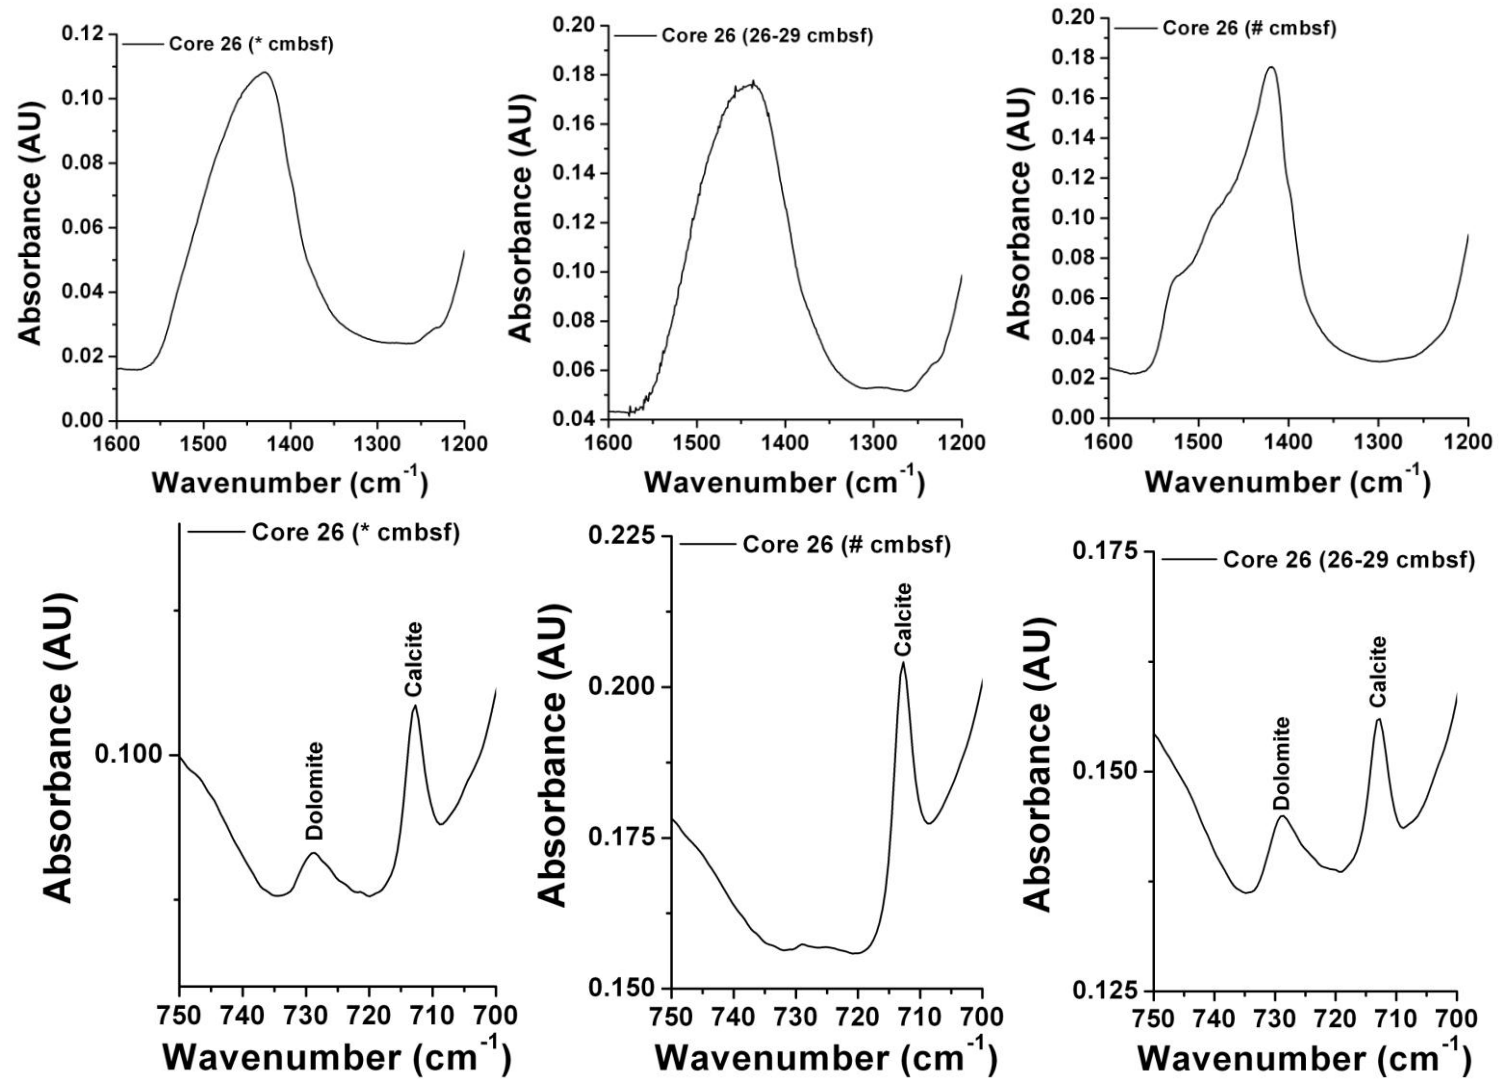 Core 26 (* cmbsf)
0.12
0.10
0.08
0.06
0.04
0.02
0.00
Absorbance (AU)
1600 1500 1400 1300 1200
Wavenumber (cm-1)
Core 26 (26-29 cmbsf)
0.20
0.18
0.16
0.14
0.12
0.10
0.08
0.06
0.04
Absorbance (AU)
1600 1500 1400 1300 1200
Wavenumber (cm-1)
Core 26 (# cmbsf)
0.20
0.18
0.16
0.14
0.12
0.10
0.08
0.06
0.04
0.02
0.00
Absorbance (AU)
1600 1500 1400 1300 1200
Wavenumber (cm-1)
Core 26 (* cmbsf)
0.100
Absorbance (AU)
Dolomite
Calcite
750 740 730 720 710 700
Wavenumber (cm-1)
Core 26 (# cmbsf)
0.225
0.200
0.175
0.150
Absorbance (AU)
Calcite
750 740 730 720 710 700
Wavenumber (cm-1)
Core 26 (26-29 cmbsf)
0.175
0.150
0.125
Absorbance (AU)
Dolomite
Calcite
750 740 730 720 710 700
Wavenumber (cm-1)